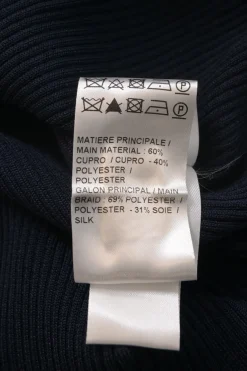 MATIERE PRINCIPALE /
MAIN MATERIAL : 60%
CUPRO / CUPRO - 40%
POLYESTER /
POLYESTER
GALON PRINCIPAL / MAIN
BRAID : 69% POLYESTER /
POLYESTER - 31% SOIE /
SILK